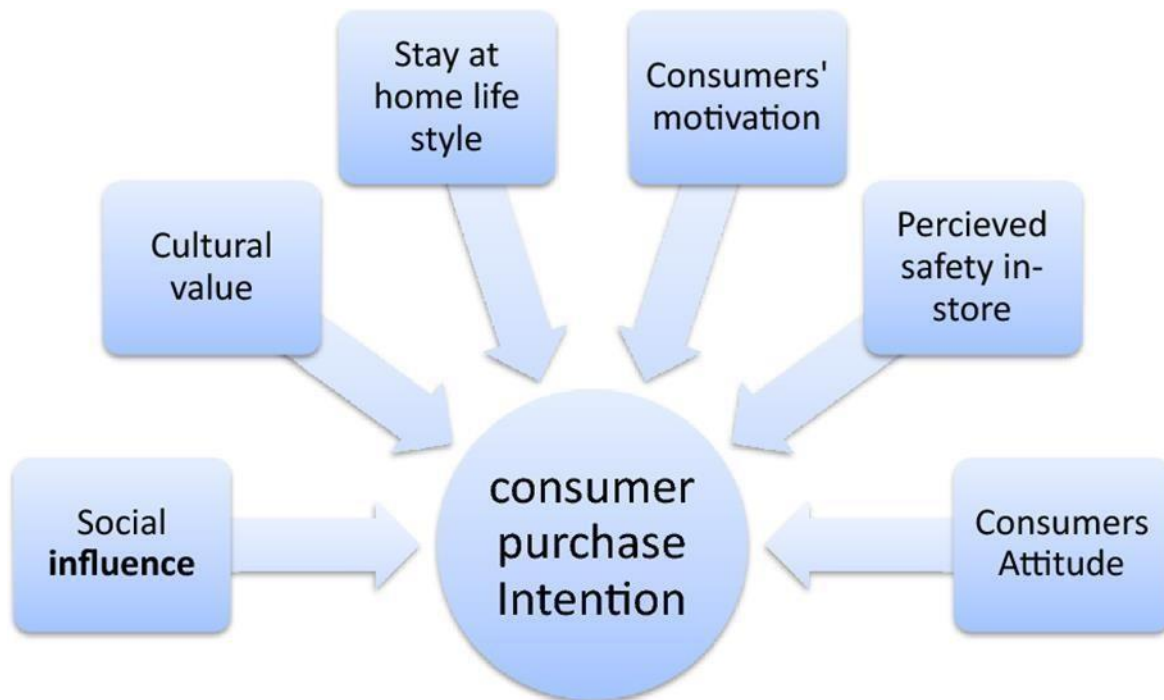 Stay at
home life
style
Consumers'
motivation
Cultural
value
Percieved
safety in-
store
Social
influence
consumer
purchase
Intention
Consumers
Attitude